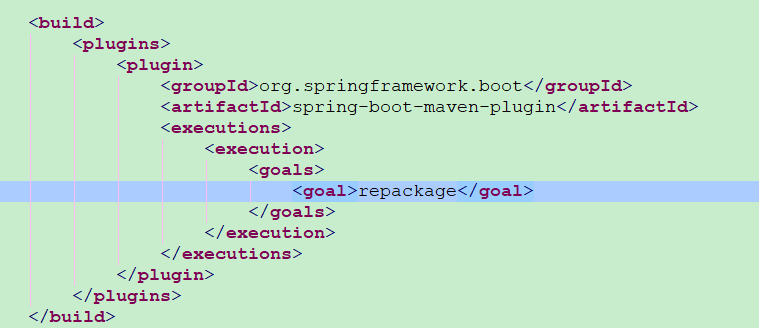 <build>
<plugins>
<plugin>
<groupId>org.springframework.boot</groupId>
<artifactId>spring-boot-maven-plugin</artifactId>
<executions>
<execution>
<goals>
<goal>repackage</goal>
</goals>
</execution>
</executions>
</plugin>
</plugins>
</build>